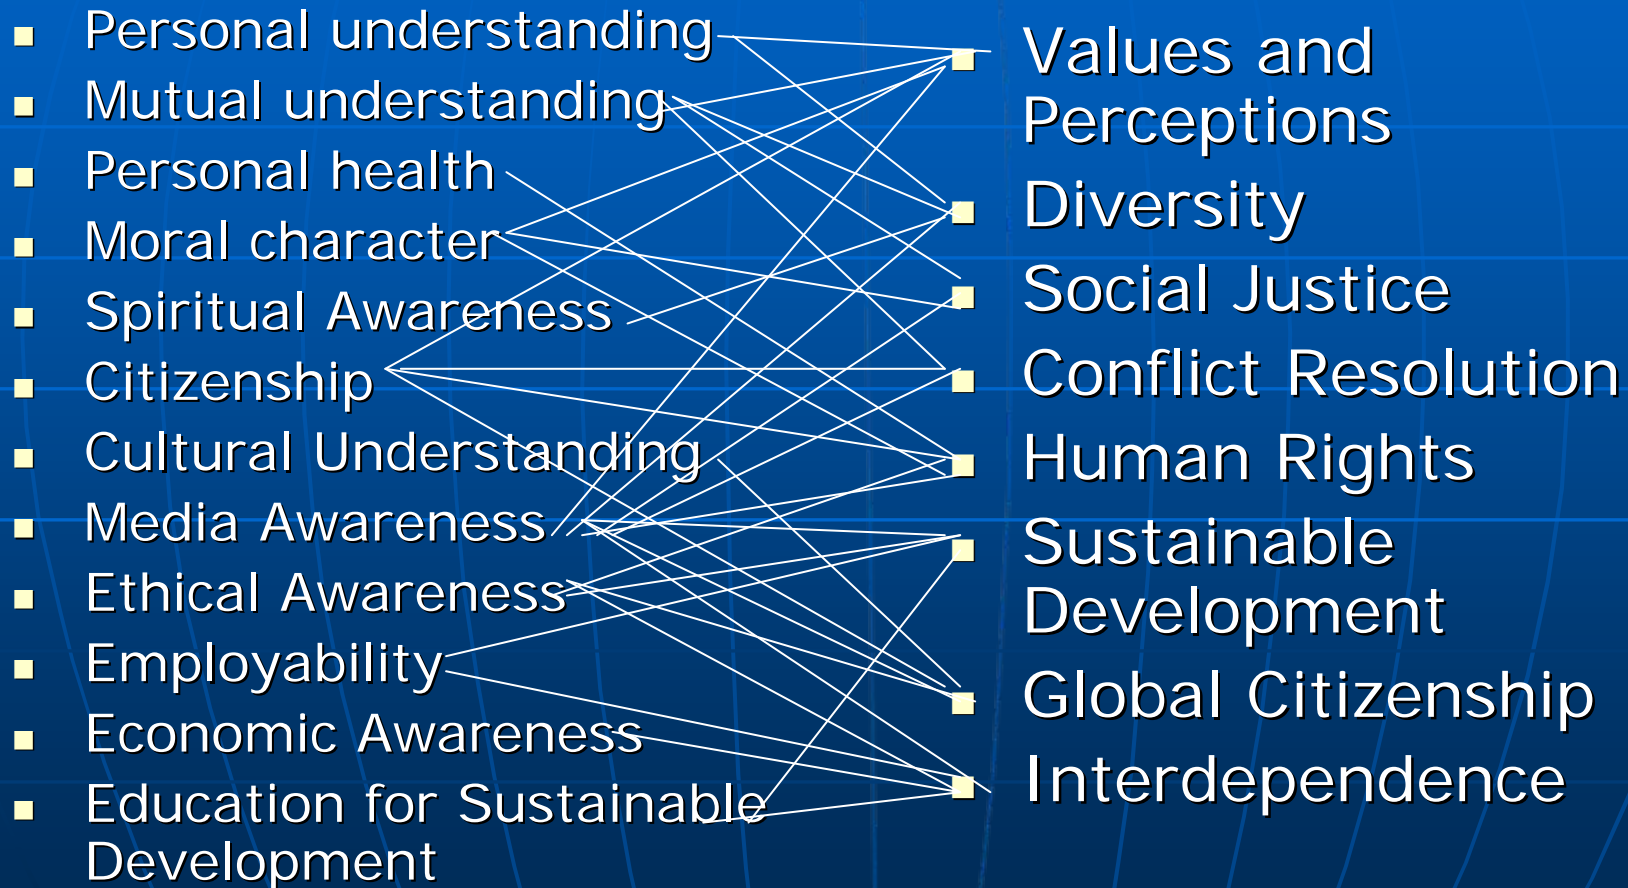 Personal understanding
Mutual understanding
Personal health
Moral character
Spiritual Awareness
Citizenship
Cultural Understanding
Media Awareness
Ethical Awareness
Employability
Economic Awareness
Education for Sustainable
Development
Values and
Perceptions
Diversity
Social Justice
Conflict Resolution
Human Rights
Sustainable
Development
Global Citizenship
Interdependence